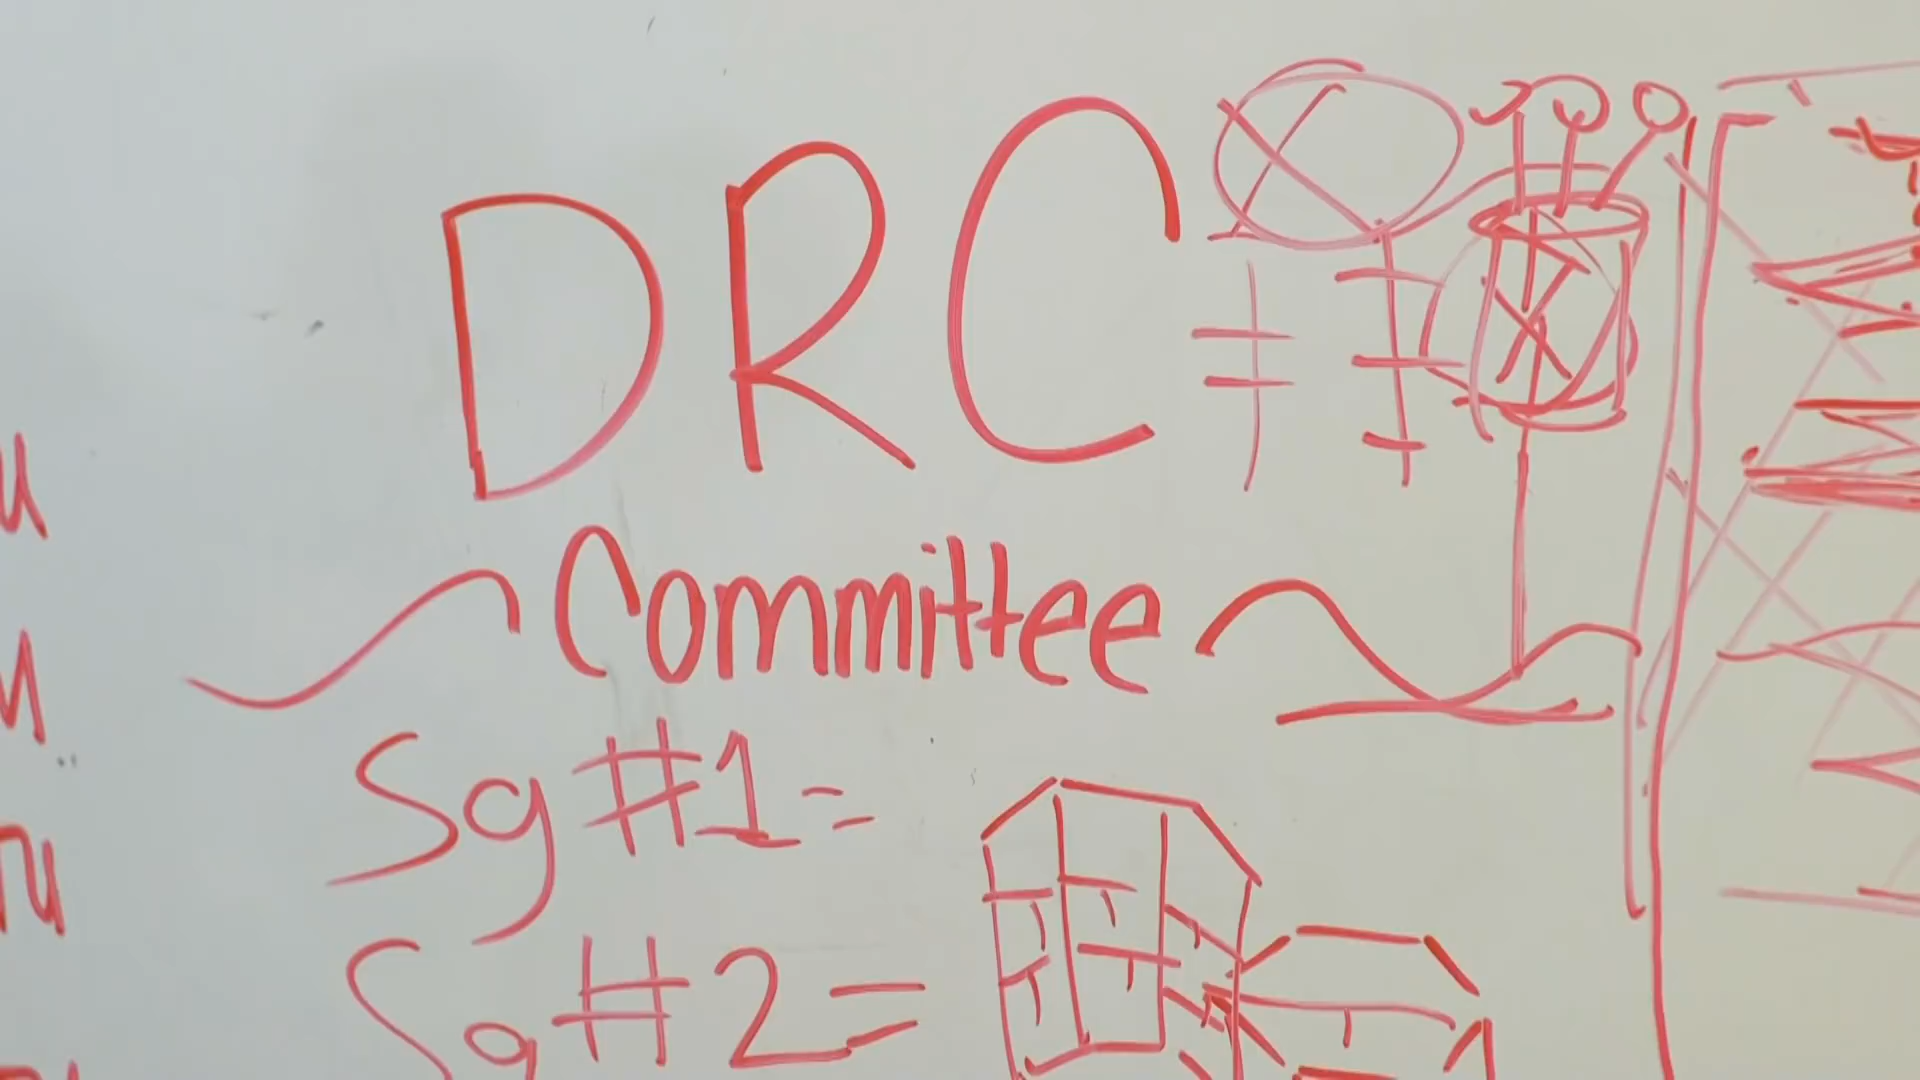 DRC
Committee
Sg #1 =
Sg #2 =